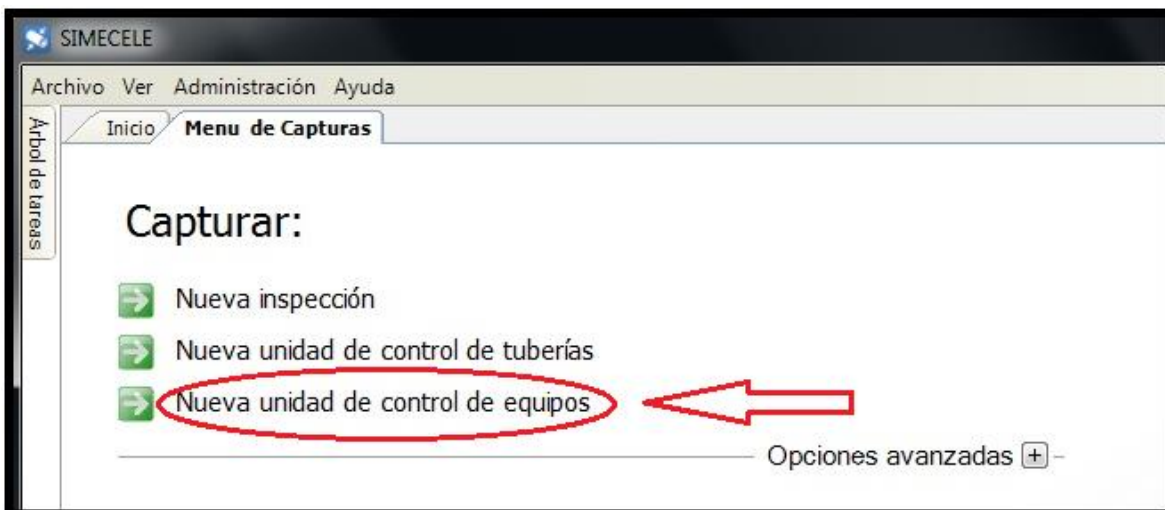 SIMECELE
Archivo Ver Administración Ayuda
Árbol de tareas
Inicio
Menu de Capturas
Capturar:
Nueva inspección
Nueva unidad de control de tuberías
Nueva unidad de control de equipos
Opciones avanzadas